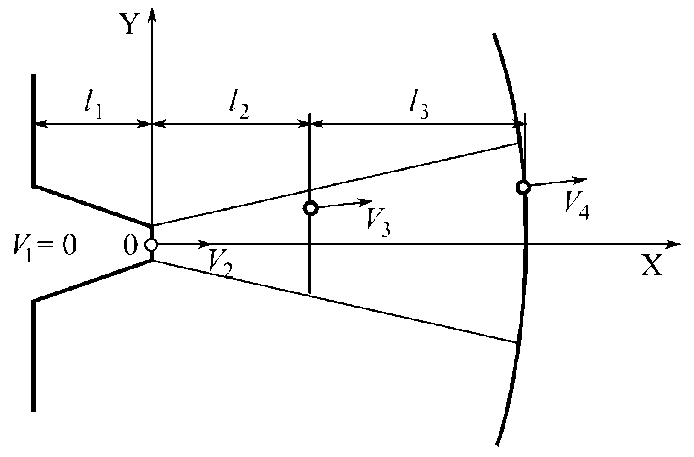 Y
l₁ l₂ l₃
V₄
V₃
V₁= 0 0
V₂ X